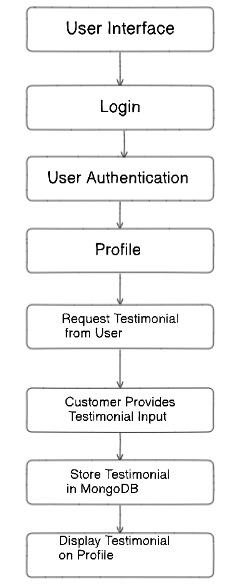 User Interface
Login
User Authentication
Profile
Request Testimonial
from User
Customer Provides
Testimonial Input
Store Testimonial
in MongoDB
Display Testimonial
on Profile